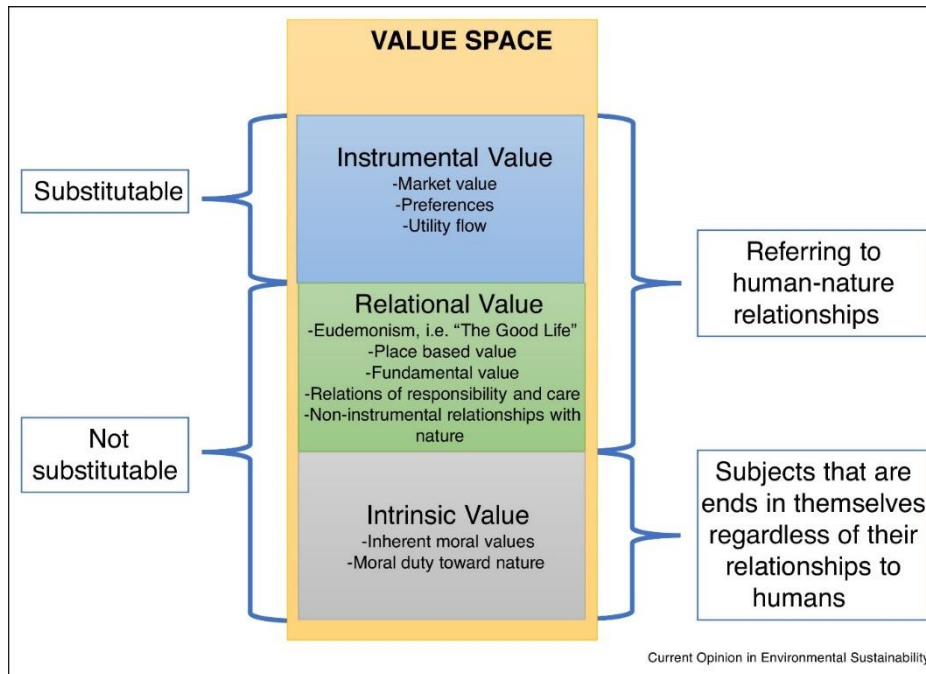 VALUE SPACE
Instrumental Value
-Market value
-Preferences
-Utility flow
Substitutable
Relational Value
-Eudemonism, i.e. “The Good Life”
-Place based value
-Fundamental value
-Relations of responsibility and care
-Non-instrumental relationships with
nature
Referring to
human-nature
relationships
Not
substitutable
Intrinsic Value
-Inherent moral values
-Moral duty toward nature
Subjects that are
ends in themselves
regardless of their
relationships to
humans
Current Opinion in Environmental Sustainability